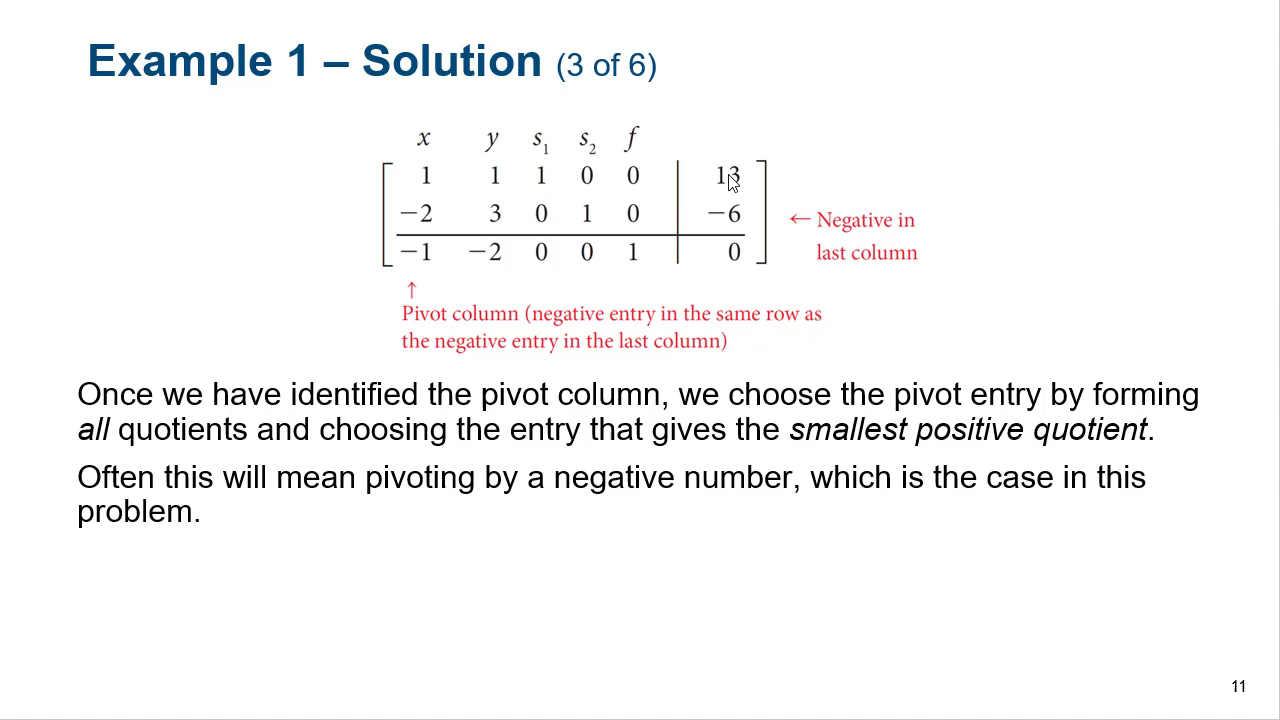 Example 1 – Solution (3 of 6)
x y s₁ s₂ f
1 1 1 0 0 13
−2 3 0 1 0 −6
−1 −2 0 0 1 0
← Negative in
last column
↑
Pivot column (negative entry in the same row as
the negative entry in the last column)
Once we have identified the pivot column, we choose the pivot entry by forming
all quotients and choosing the entry that gives the smallest positive quotient.
Often this will mean pivoting by a negative number, which is the case in this
problem.
11